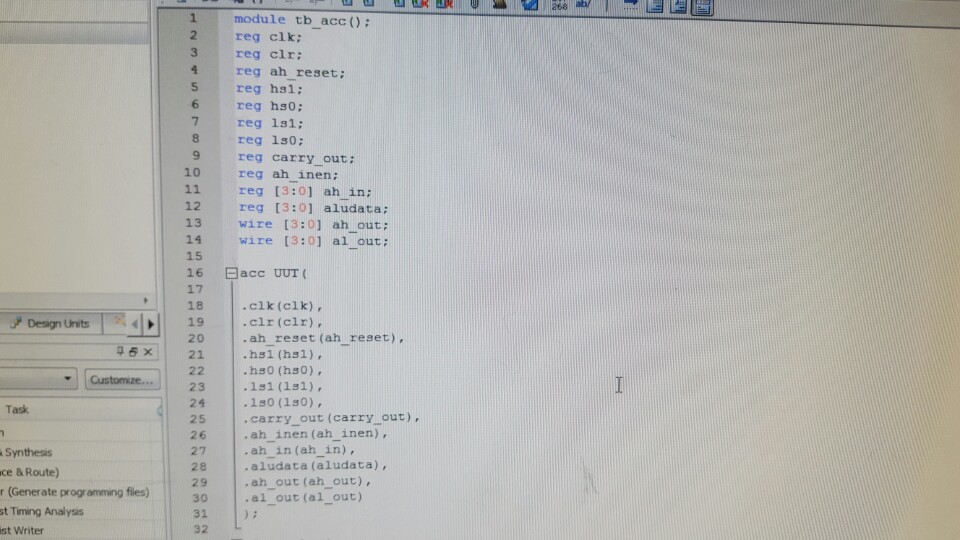 268 ab/
1 module tb_acc();
2 reg clk;
3 reg clr;
4 reg ah_reset;
5 reg hs1;
6 reg hs0;
7 reg ls1;
8 reg ls0;
9 reg carry_out;
10 reg ah_inen;
11 reg [3:0] ah_in;
12 reg [3:0] aludata;
13 wire [3:0] ah_out;
14 wire [3:0] al_out;
15
16 acc UUT(
17
18 .clk(clk),
19 .clr(clr),
20 .ah_reset(ah_reset),
21 .hs1(hs1),
22 .hs0(hs0),
23 .ls1(ls1),
24 .ls0(ls0),
25 .carry_out(carry_out),
26 .ah_inen(ah_inen),
27 .ah_in(ah_in),
28 .aludata(aludata),
29 .ah_out(ah_out),
30 .al_out(al_out)
31 );
32
Design Units
Customize...
Task
n
& Synthesis
ce & Route)
r (Generate programming files)
st Timing Analysis
ist Writer